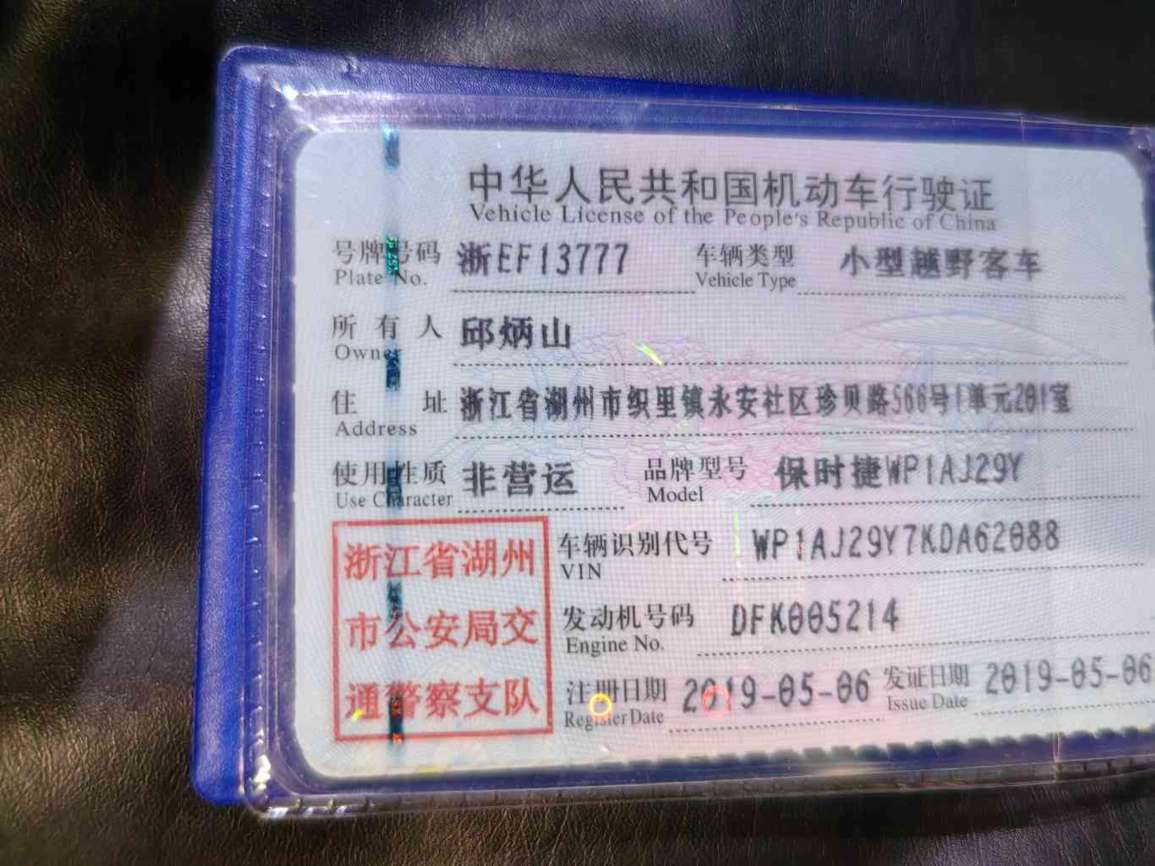 中华人民共和国机动车行驶证
Vehicle License of the People's Republic of China
号牌号码 浙EF13777 车辆类型 小型越野客车
Plate No. Vehicle Type
所有人 邱炳山
Owner
住址 浙江省湖州市织里镇永安社区珍贝路566号1单元201室
Address
使用性质 非营运 品牌型号 保时捷WP1AJ29Y
Use Character Model
浙江省湖州
市公安局交
通警察支队
车辆识别代号 WP1AJ29Y7KDA62088
VIN
发动机号码 DFK005214
Engine No.
注册日期 2019-05-06 发证日期 2019-05-06
Register Date Issue Date